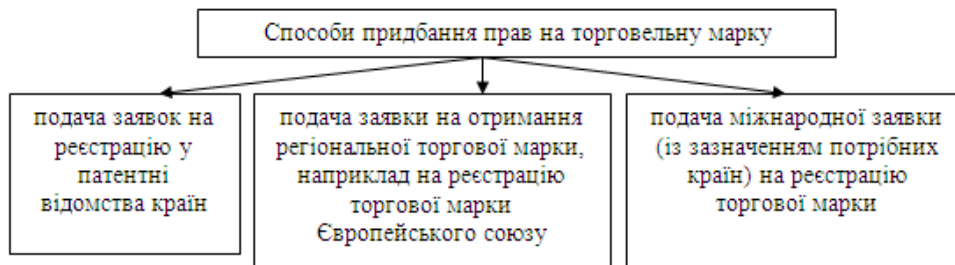 Способи придбання прав на торговельну марку
подача заявок на
реєстрацію у
патентні
відомства країн
подача заявки на отримання
регіональної торгової марки,
наприклад на реєстрацію
торгової марки
Європейського союзу
подача міжнародної заявки
(із зазначенням потрібних
країн) на реєстрацію
торгової марки